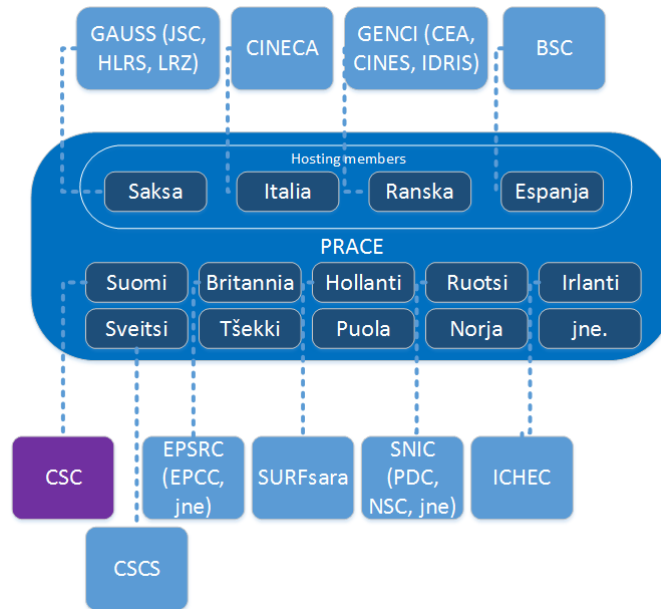 GAUSS (JSC,
HLRS, LRZ)
CINECA
GENCI (CEA,
CINES, IDRIS)
BSC
Hosting members
Saksa
Italia
Ranska
Espanja
PRACE
Suomi
Britannia
Hollanti
Ruotsi
Irlanti
Sveitsi
Tšekki
Puola
Norja
jne.
CSC
EPSRC
(EPCC,
jne)
SURFsara
SNIC
(PDC,
NSC, jne)
ICHEC
CSCS